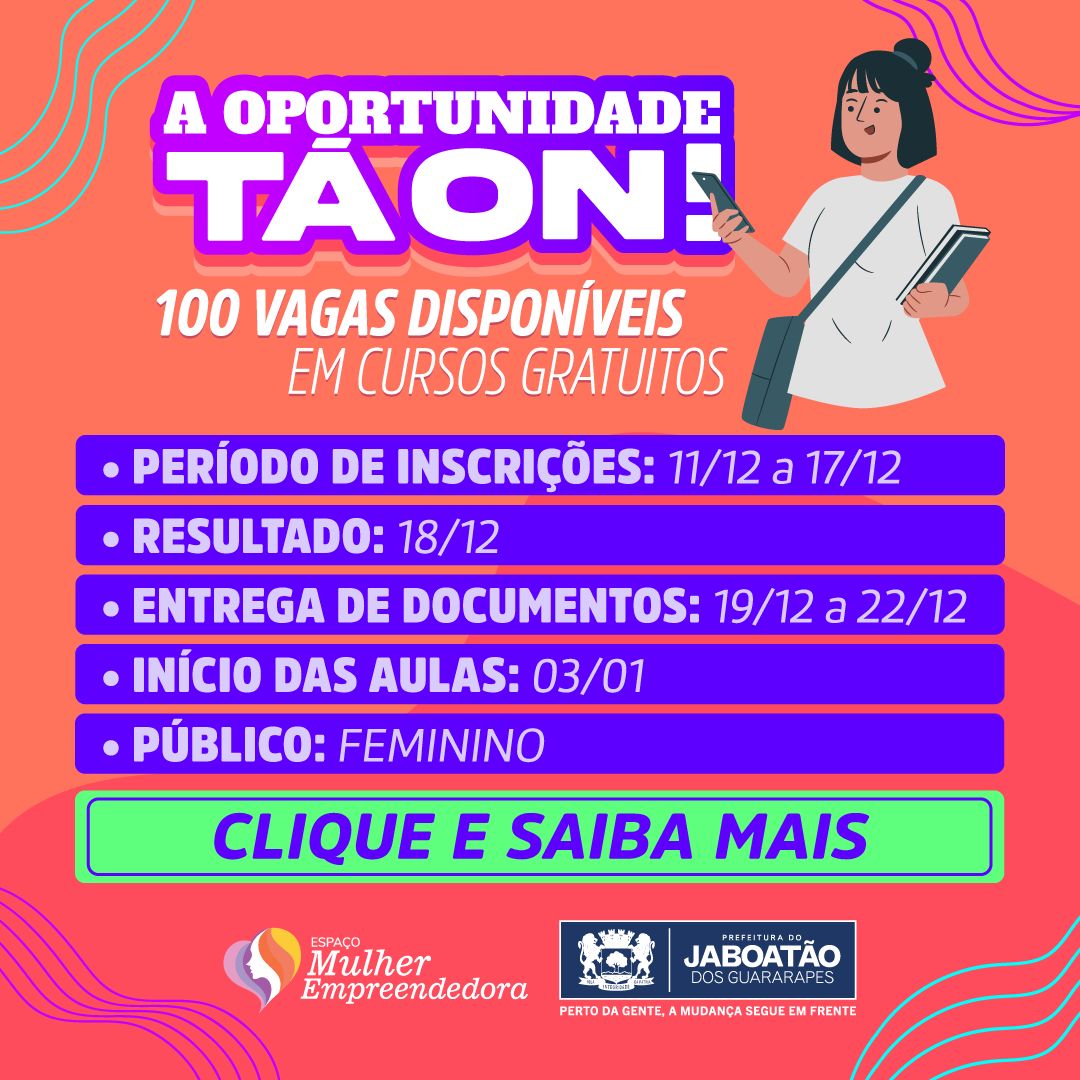 A OPORTUNIDADE
TÁ ON!
100 VAGAS DISPONÍVEIS
EM CURSOS GRATUITOS
• PERÍODO DE INSCRIÇÕES: 11/12 a 17/12
• RESULTADO: 18/12
• ENTREGA DE DOCUMENTOS: 19/12 a 22/12
• INÍCIO DAS AULAS: 03/01
• PÚBLICO: FEMININO
CLIQUE E SAIBA MAIS
ESPAÇO
Mulher
Empreendedora
PREFEITURA DO
JABOATÃO
DOS GUARARAPES
INTEGRIDADE
PERTO DA GENTE, A MUDANÇA SEGUE EM FRENTE